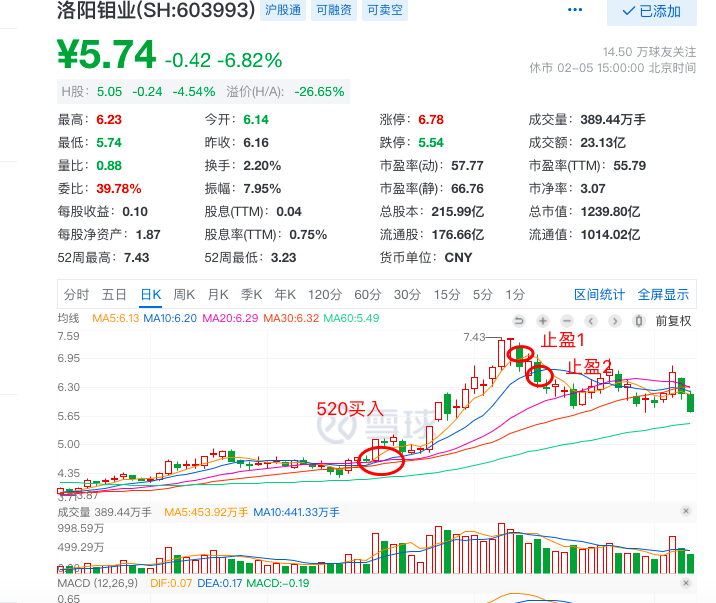 洛阳钼业(SH:603993) 沪股通 可融资 可卖空 ••• ✓ 已添加
¥5.74 -0.42 -6.82%
14.50 万球友关注
休市 02-05 15:00:00 北京时间
H股: 5.05 -0.24 -4.54% 溢价(H/A): -26.65%
最高: 6.23 今开: 6.14 涨停: 6.78 成交量: 389.44万手
最低: 5.74 昨收: 6.16 跌停: 5.54 成交额: 23.13亿
量比: 0.88 换手: 2.20% 市盈率(动): 57.77 市盈率(TTM): 55.79
委比: 39.78% 振幅: 7.95% 市盈率(静): 66.76 市净率: 3.07
每股收益: 0.10 股息(TTM): 0.04 总股本: 215.99亿 总市值: 1239.80亿
每股净资产: 1.87 股息率(TTM): 0.75% 流通股: 176.66亿 流通值: 1014.02亿
52周最高: 7.43 52周最低: 3.23 货币单位: CNY
分时 五日 日K 周K 月K 季K 年K 120分 60分 30分 15分 5分 1分 区间统计 全屏显示
均线 MA5:6.13 MA10:6.20 MA20:6.29 MA30:6.32 MA60:5.49 前复权
7.59
7.43
止盈1
6.95
止盈2
6.30
520买入
5.65
雪球
5.00
4.35
3.71
3.87
成交量 389.44万手 MA5:453.92万手 MA10:441.33万手
998.59万
499.29万
MACD (12,26,9) DIF:0.07 DEA:0.17 MACD:-0.19
0.65